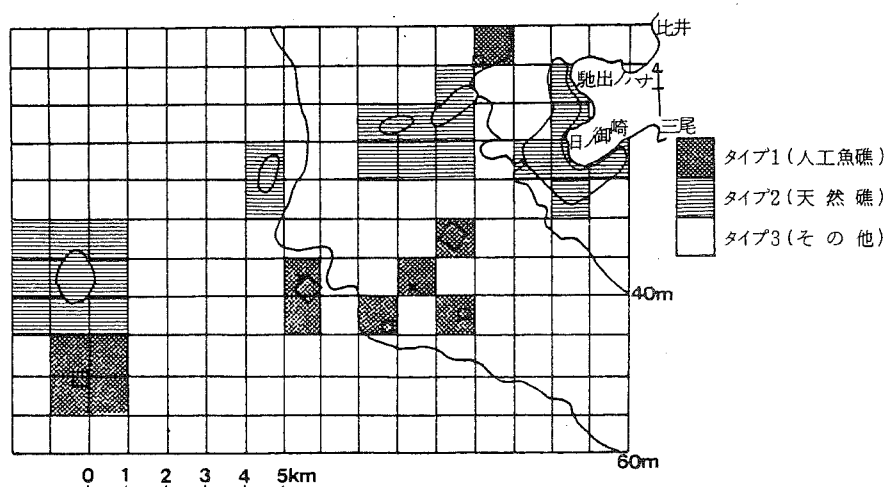 比井
馳出ノハナ
日ノ御崎
三尾
タイプ1(人工魚礁)
タイプ2(天然礁)
タイプ3(その他)
40m
60m
0 1 2 3 4 5km